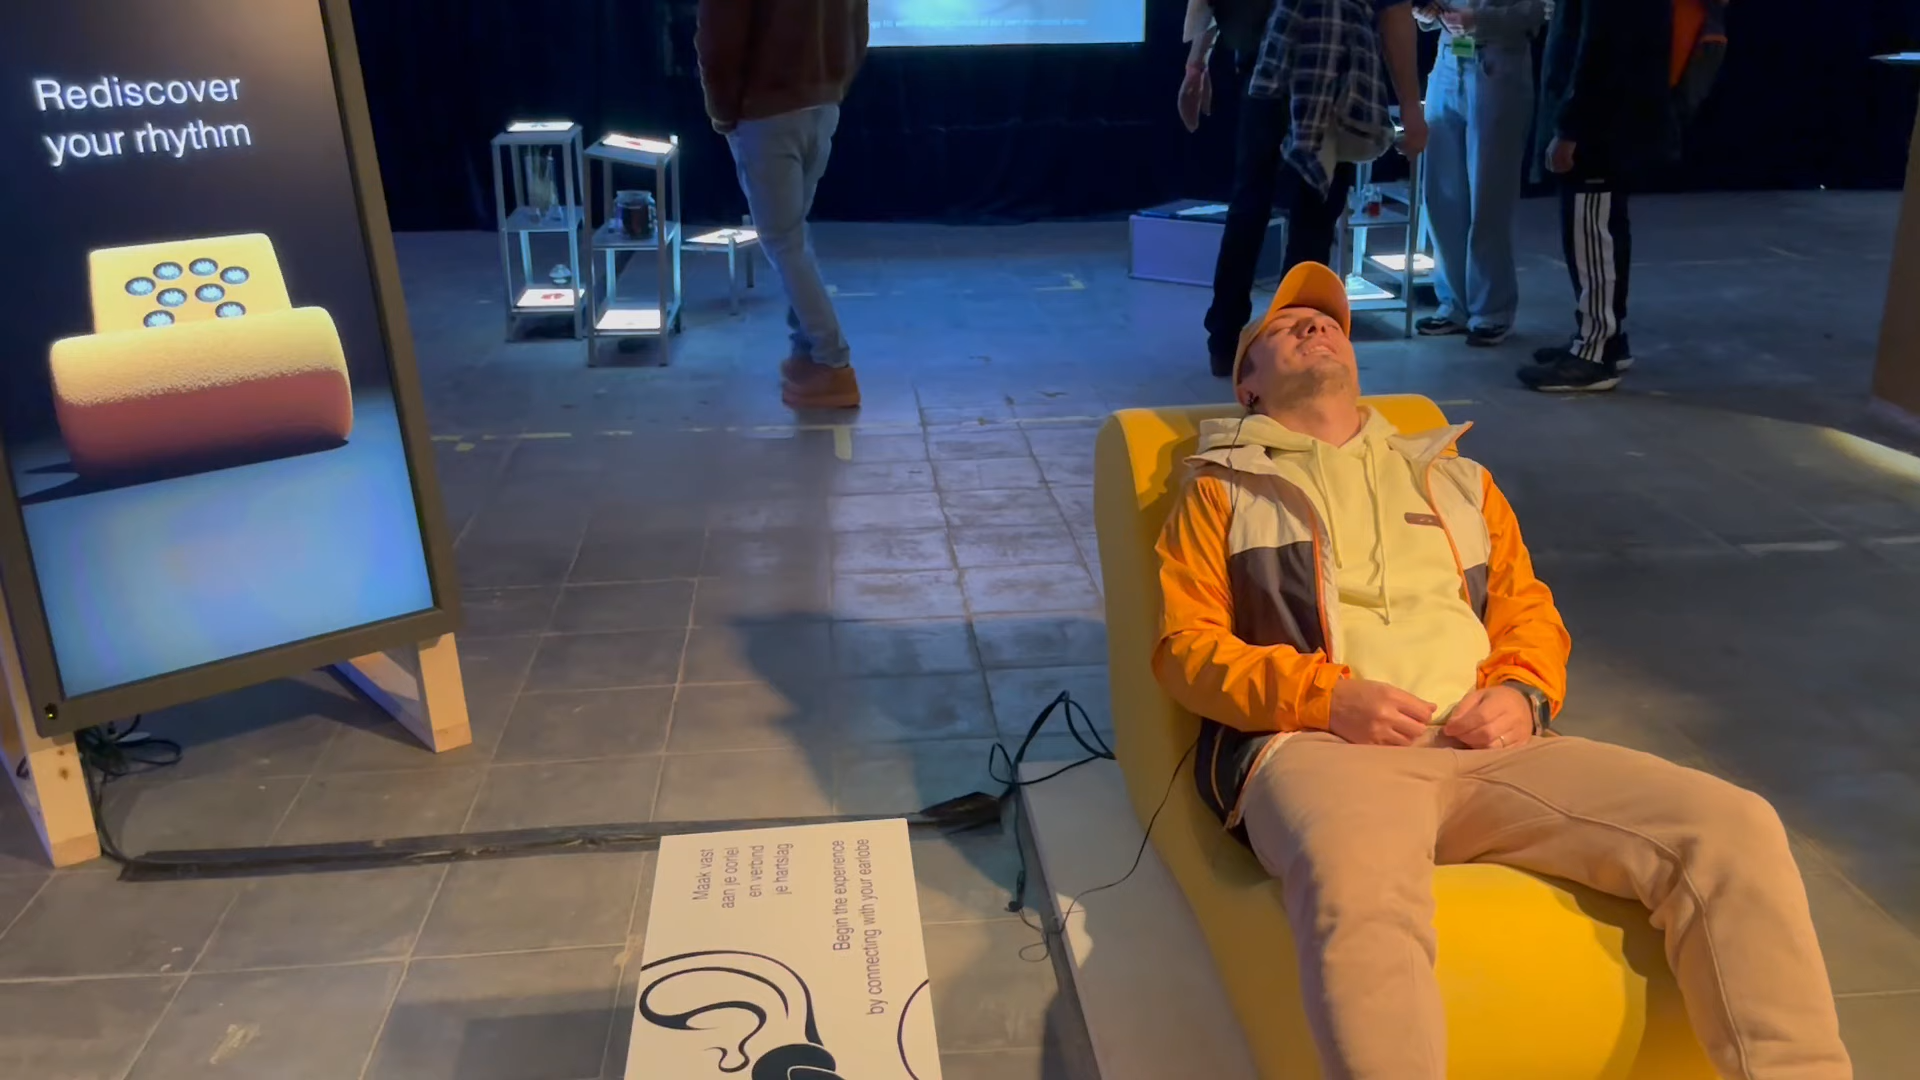 Rediscover
your rhythm
Maak vast
aan je oorlel
en verbind
je hartslag
Begin the experience
by connecting with your earlobe